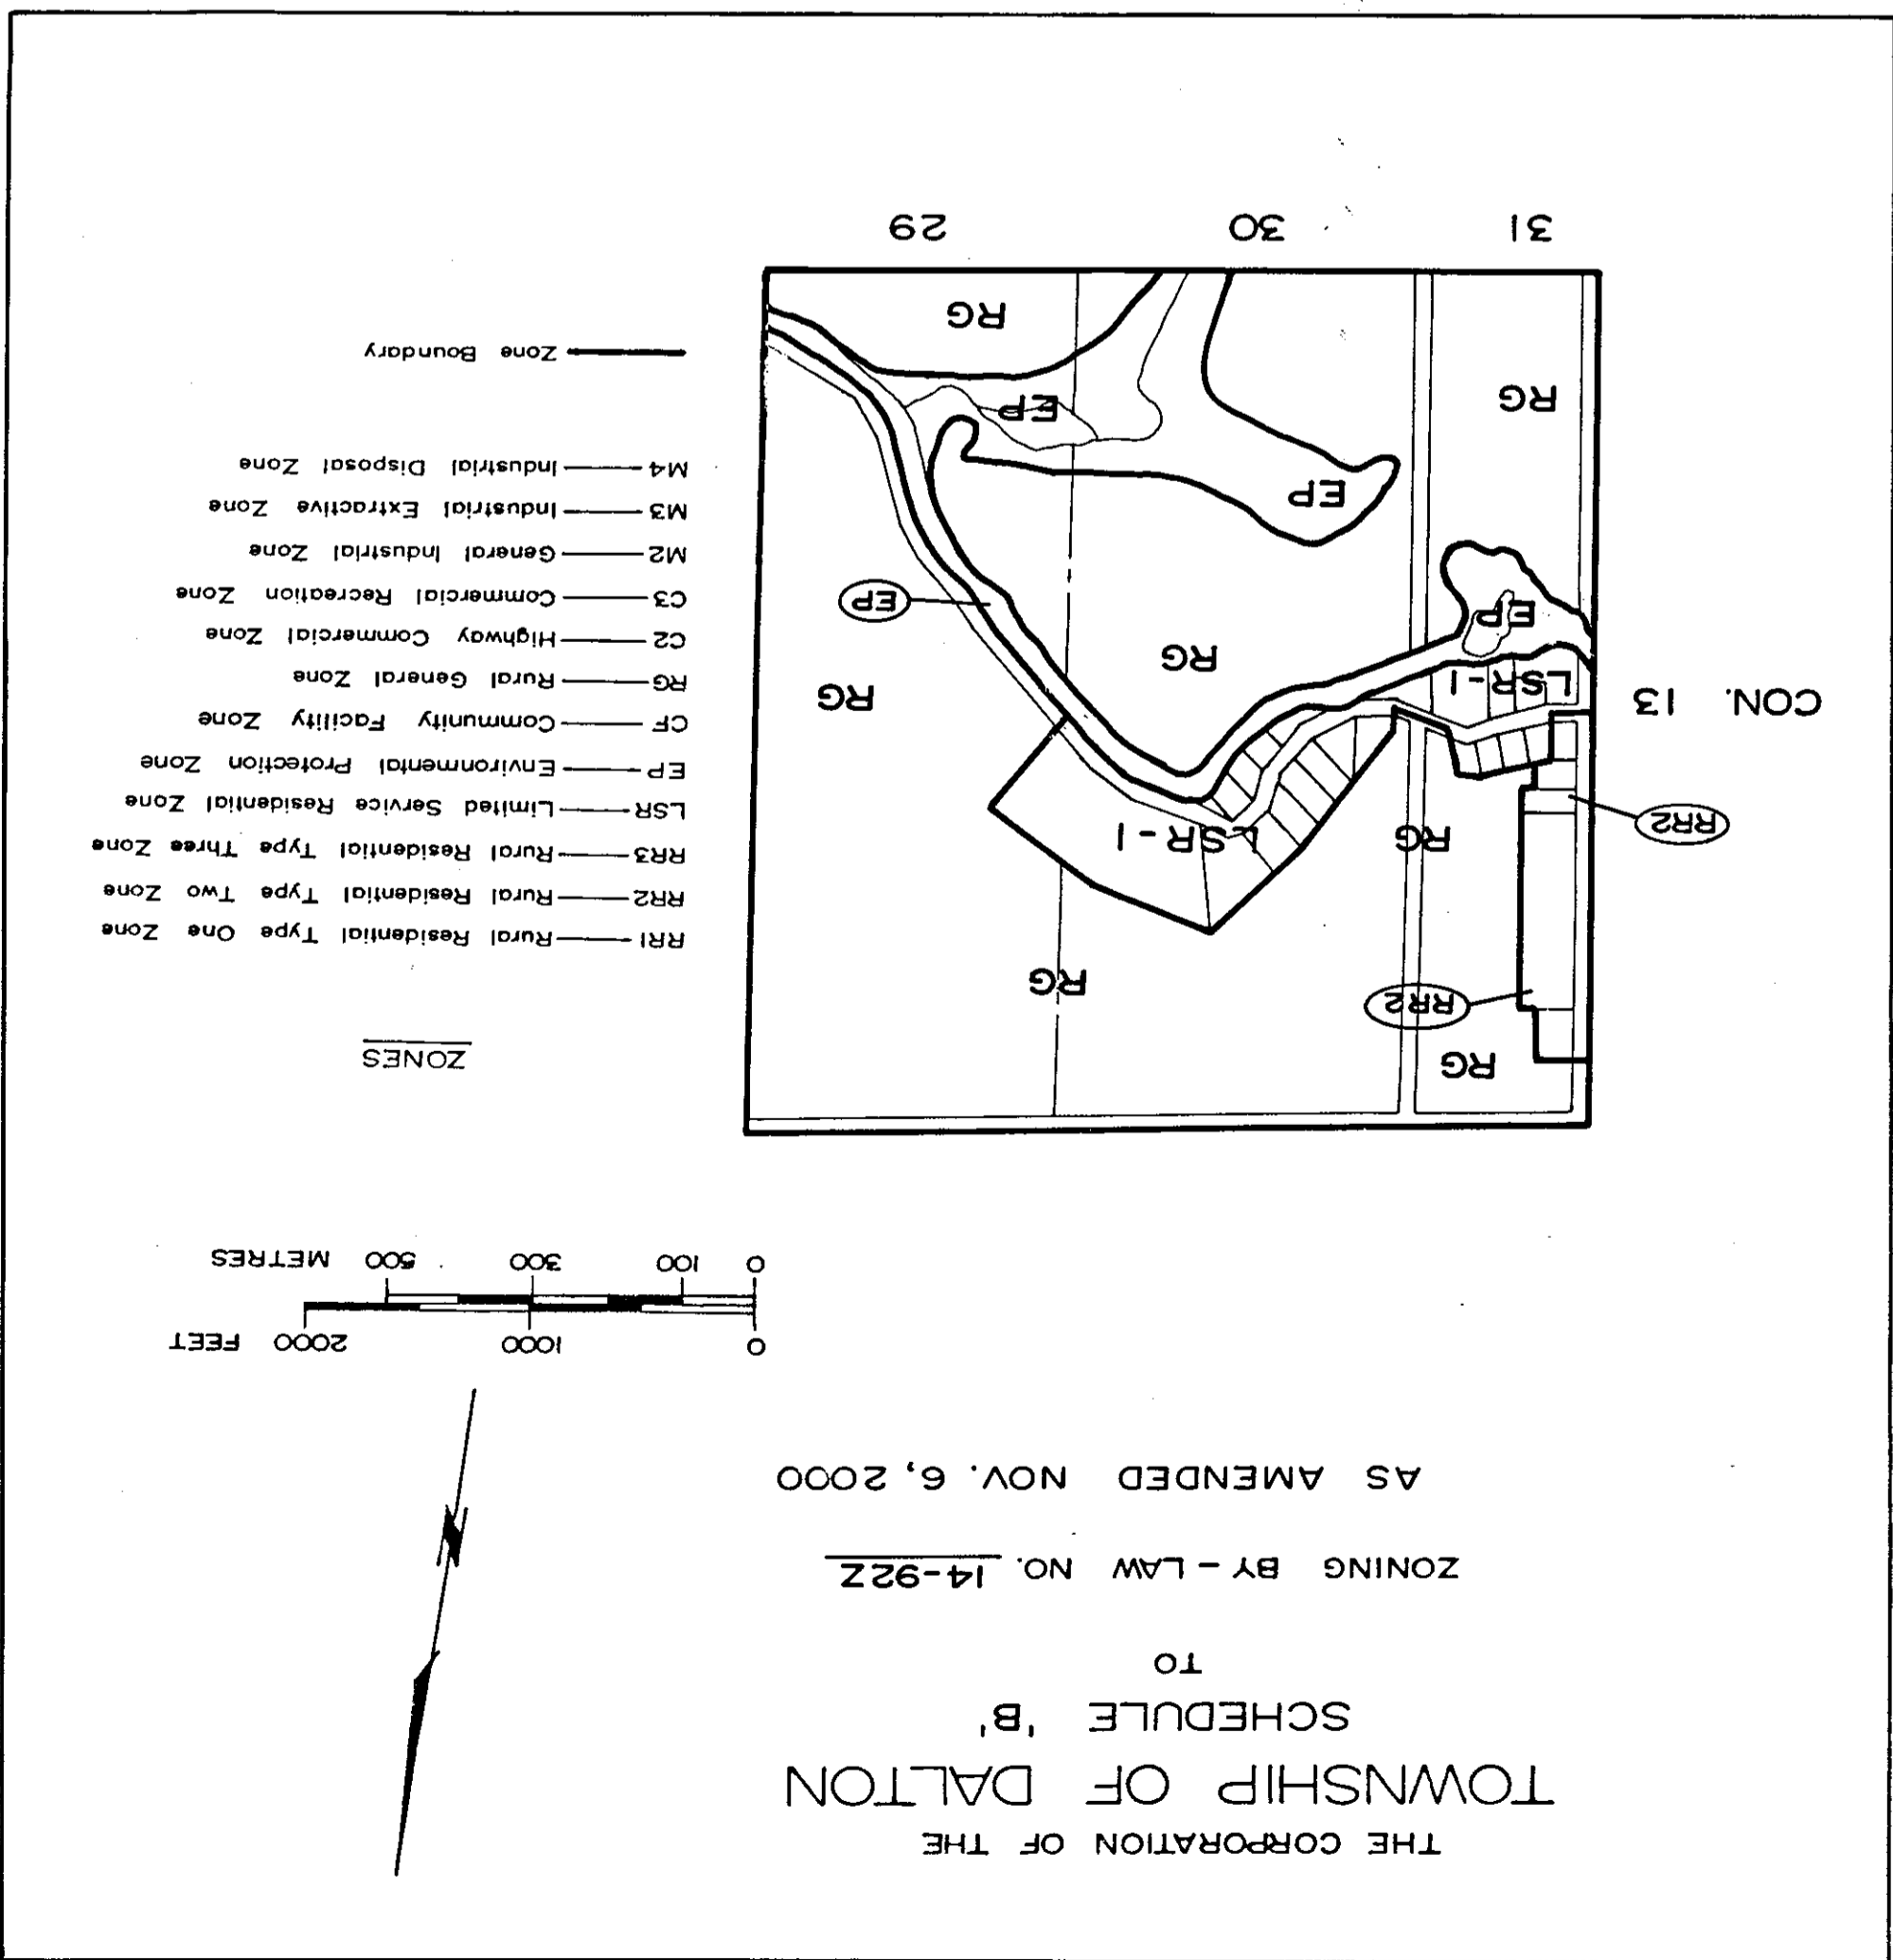 THE CORPORATION OF THE
TOWNSHIP OF DALTON
SCHEDULE 'B'
TO
ZONING BY-LAW NO. 14-92Z
AS AMENDED NOV. 6, 2000
0 1000 2000 FEET
0 100 300 500 METRES
ZONES
RR1 Rural Residential Type One Zone
RR2 Rural Residential Type Two Zone
RR3 Rural Residential Type Three Zone
LSR Limited Service Residential Zone
EP Environmental Protection Zone
CF Community Facility Zone
RG Rural General Zone
C2 Highway Commercial Zone
C3 Commercial Recreation Zone
M2 General Industrial Zone
M3 Industrial Extractive Zone
M4 Industrial Disposal Zone
Zone Boundary
RG
RR2
RG
RR2
RG
LSR-1
CON. 13
LSR-1
RG
RG
EP
EP
EP
EP
RG
RG
31 30 29